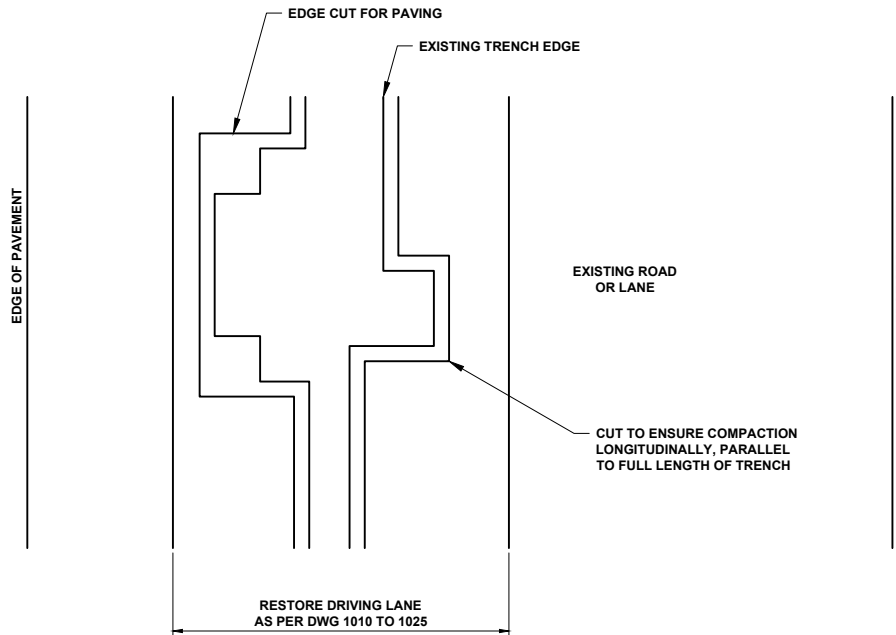 EDGE CUT FOR PAVING
EXISTING TRENCH EDGE
EDGE OF PAVEMENT
EXISTING ROAD
OR LANE
CUT TO ENSURE COMPACTION
LONGITUDINALLY, PARALLEL
TO FULL LENGTH OF TRENCH
RESTORE DRIVING LANE
AS PER DWG 1010 TO 1025